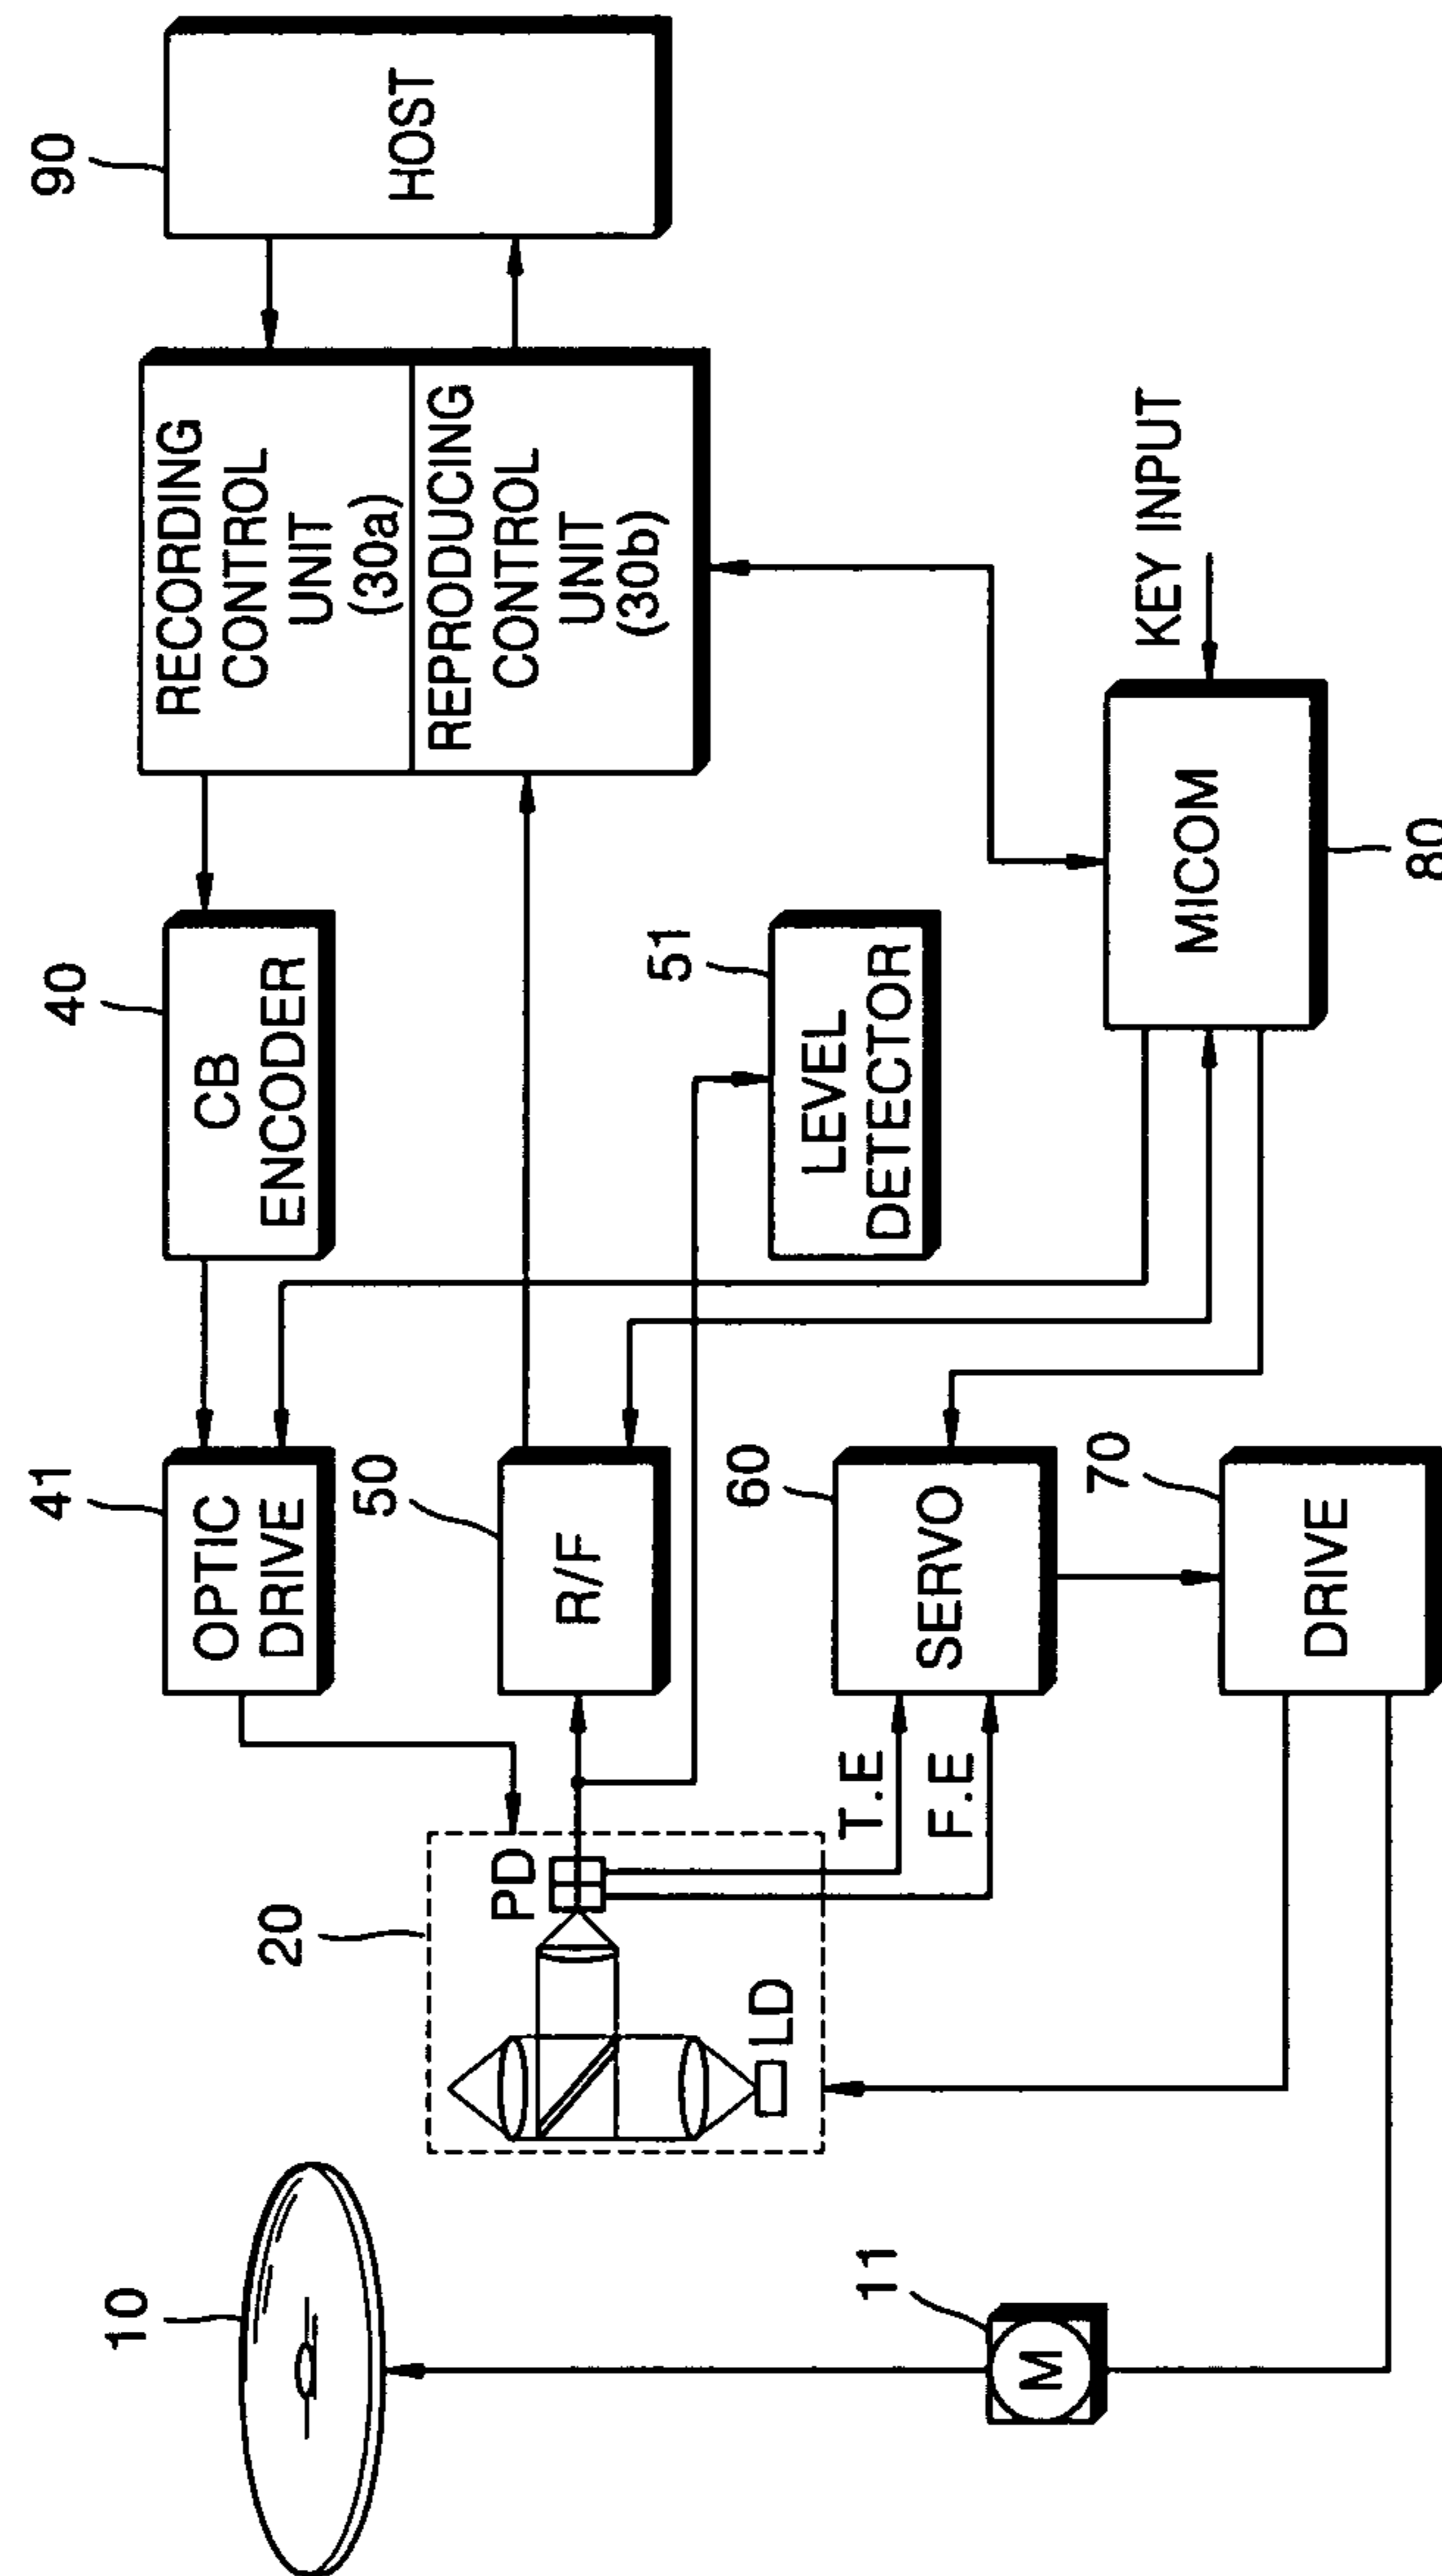 10
20
PD
LD
11
M
41
OPTIC
DRIVE
50
R/F
T.E
F.E
60
SERVO
70
DRIVE
40
CB
ENCODER
51
LEVEL
DETECTOR
RECORDING
CONTROL
UNIT
(30a)
REPRODUCING
CONTROL
UNIT
(30b)
MICOM
80
KEY INPUT
90
HOST